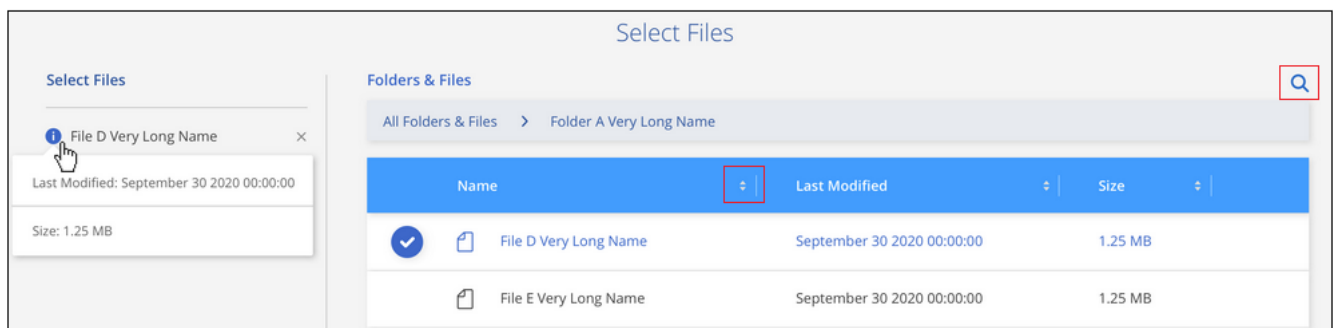 Select Files
Select Files
File D Very Long Name
Last Modified: September 30 2020 00:00:00
Size: 1.25 MB
Folders & Files
All Folders & Files > Folder A Very Long Name
Name Last Modified Size
File D Very Long Name September 30 2020 00:00:00 1.25 MB
File E Very Long Name September 30 2020 00:00:00 1.25 MB